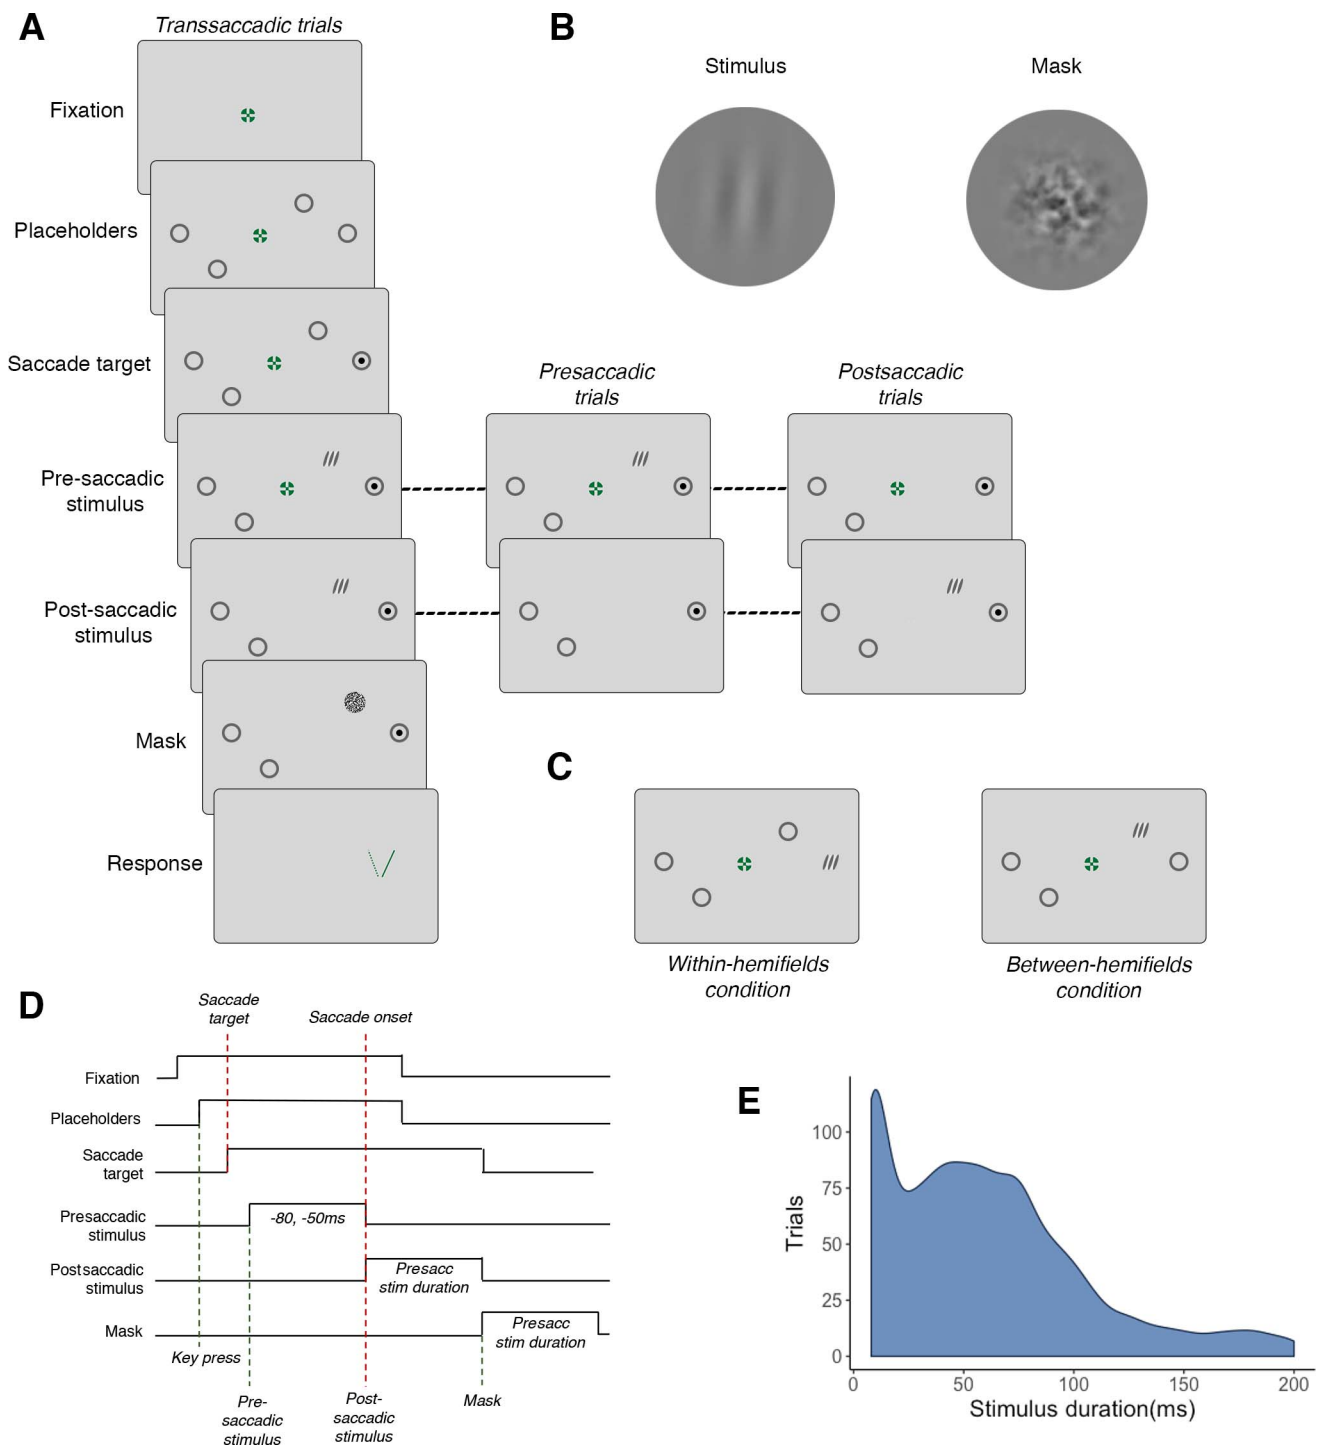 A
Transsaccadic trials
Fixation
Placeholders
Saccade target
Pre-saccadic
stimulus
Post-saccadic
stimulus
Mask
Response
Presaccadic
trials
Postsaccadic
trials
B
Stimulus
Mask
C
Within-hemifields
condition
Between-hemifields
condition
D
Saccade
target
Saccade onset
Fixation
Placeholders
Saccade
target
Presaccadic
stimulus
-80, -50ms
Postsaccadic
stimulus
Presacc
stim duration
Mask
Presacc
stim duration
Key press
Pre-
saccadic
stimulus
Post-
saccadic
stimulus
Mask
E
Trials
100
75
50
25
0
0 50 100 150 200
Stimulus duration(ms)